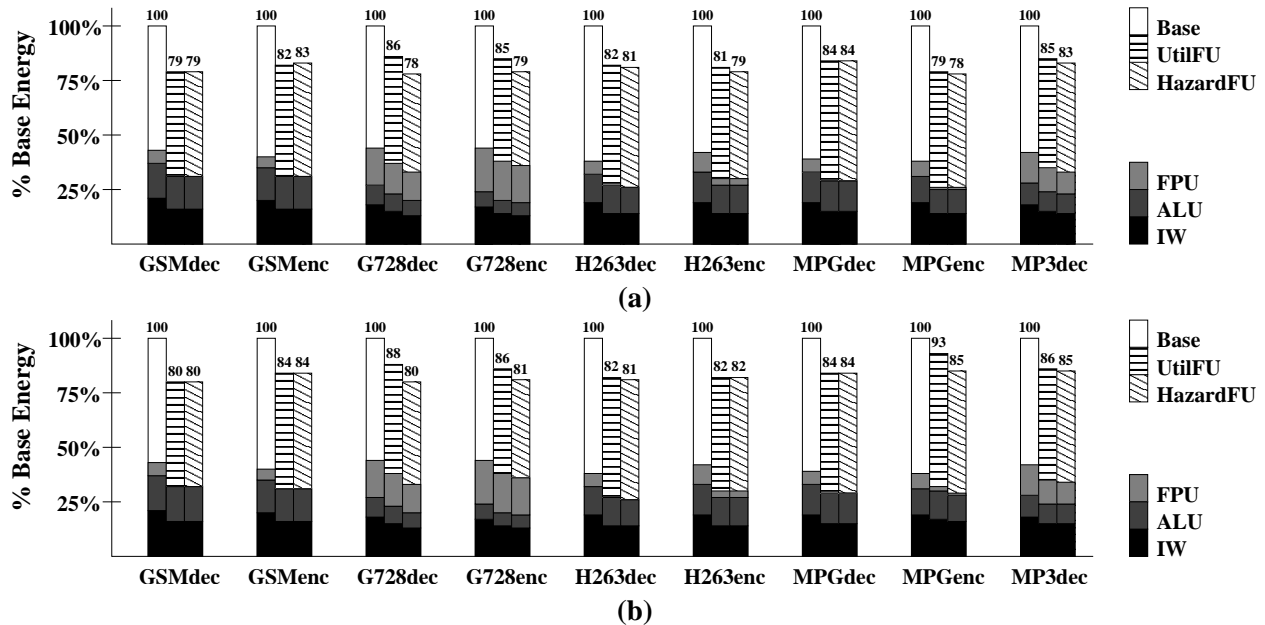 % Base Energy
100%
75%
50%
25%
100 79 79
100 82 83
100 86 78
100 85 79
100 82 81
100 81 79
100 84 84
100 79 78
100 85 83
GSMdec GSMenc G728dec G728enc H263dec H263enc MPGdec MPGenc MP3dec
Base
UtilFU
HazardFU
FPU
ALU
IW
(a)
% Base Energy
100%
75%
50%
25%
100 80 80
100 84 84
100 88 80
100 86 81
100 82 81
100 82 82
100 84 84
100 93 85
100 86 85
GSMdec GSMenc G728dec G728enc H263dec H263enc MPGdec MPGenc MP3dec
Base
UtilFU
HazardFU
FPU
ALU
IW
(b)